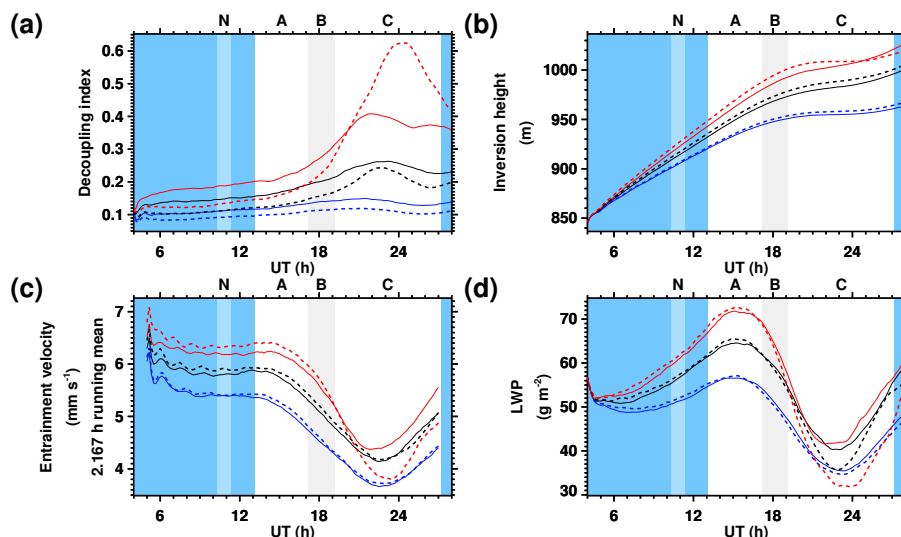 (a)
N A B C
Decoupling index
0.6
0.5
0.4
0.3
0.2
0.1
6 12 18 24
UT (h)
(b)
N A B C
Inversion height
(m)
1000
950
900
850
6 12 18 24
UT (h)
(c)
N A B C
Entrainment velocity
(mm s⁻¹)
2.167 h running mean
7
6
5
4
6 12 18 24
UT (h)
(d)
N A B C
LWP
(g m⁻²)
70
60
50
40
30
6 12 18 24
UT (h)